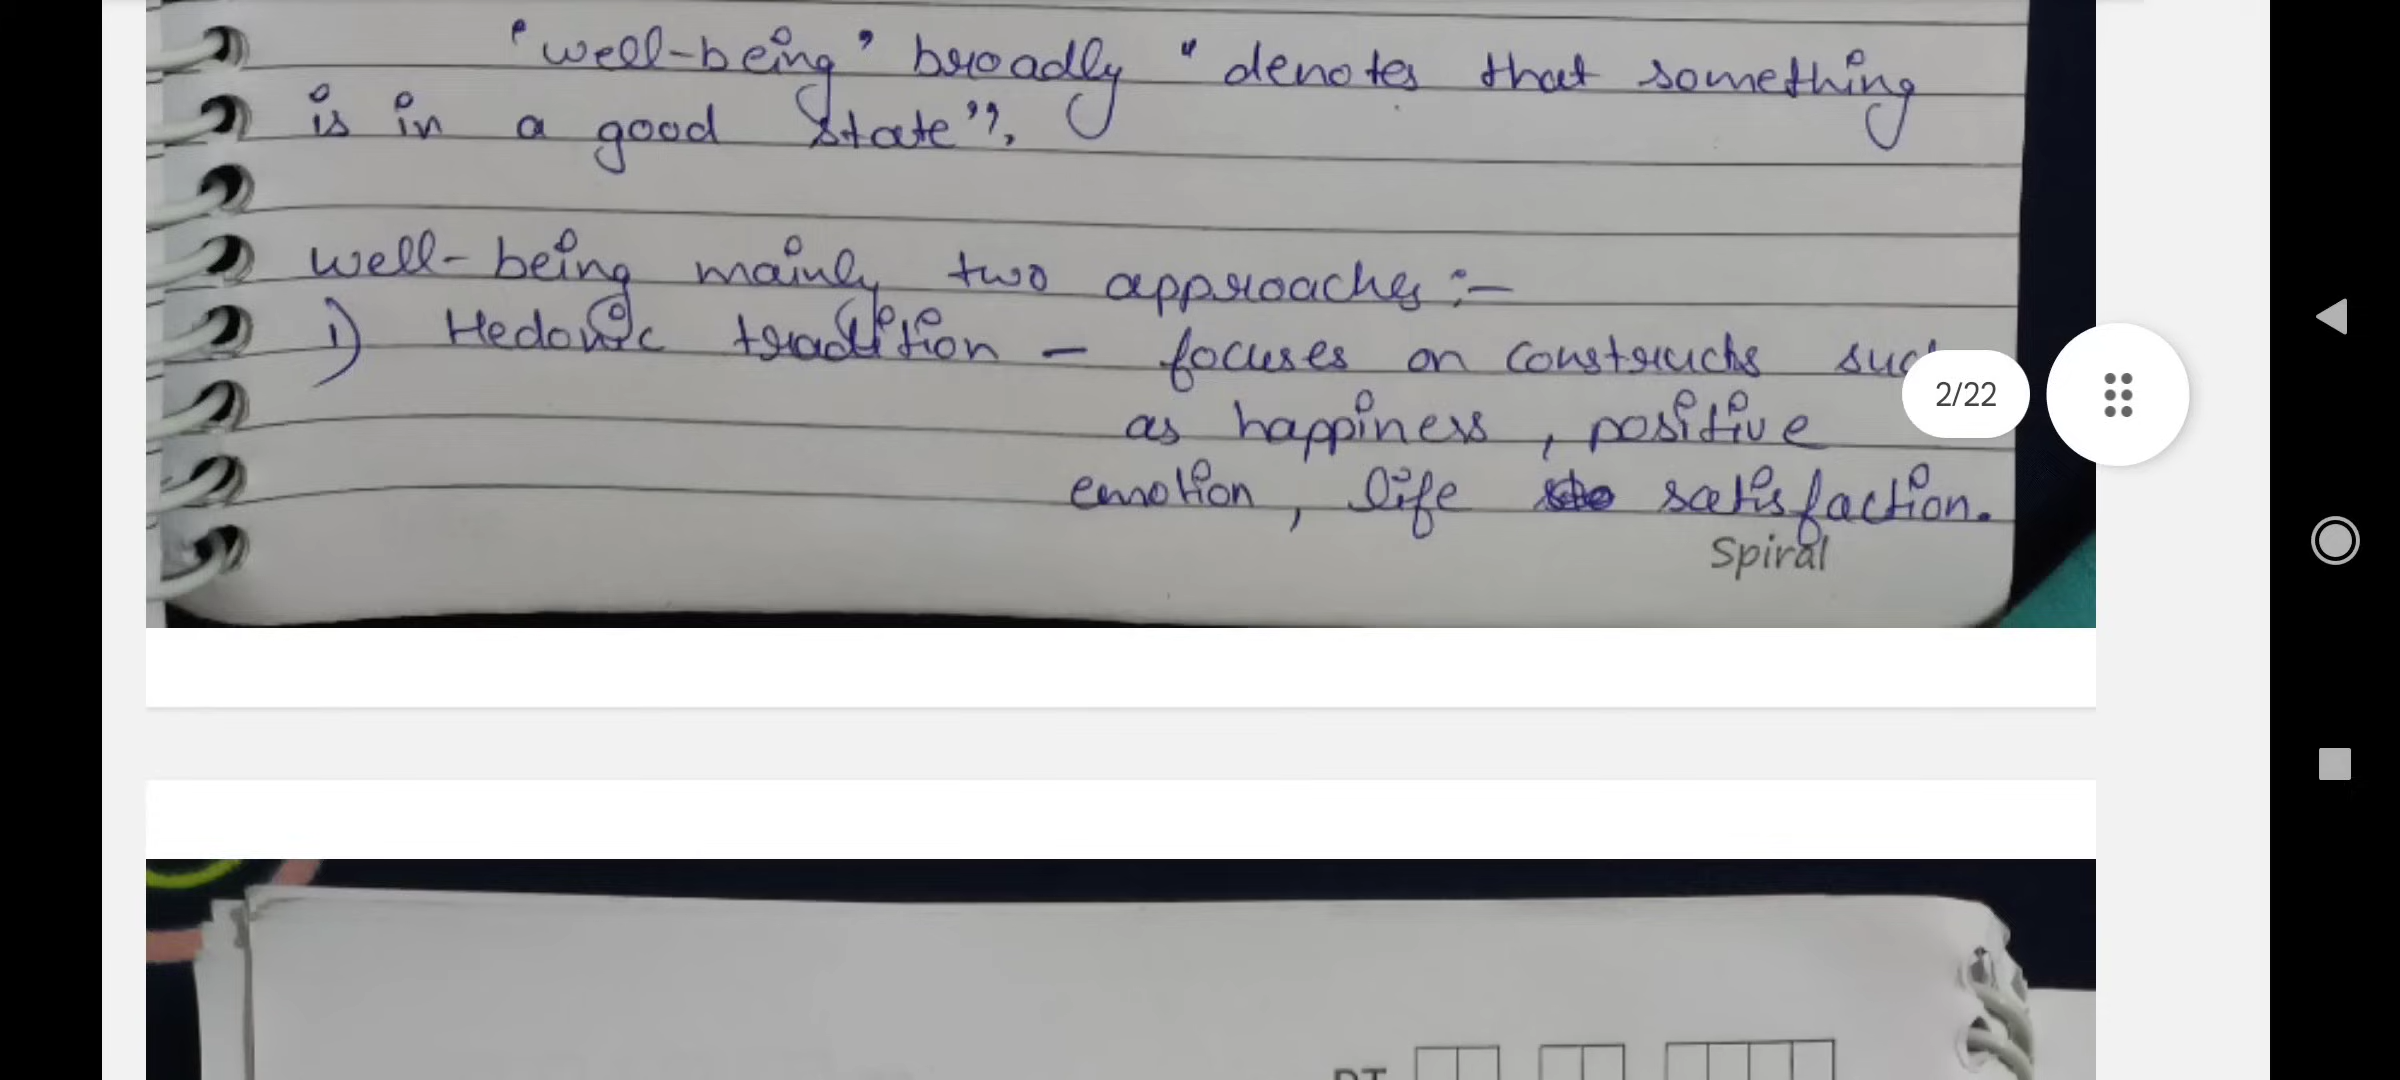 ‘well-being’ broadly “denotes that something
is in a good state”.
well-being mainly two approaches :-
i) Hedonic tradition - focuses on constructs such
as happiness, positive
emotion, life satisfaction.
Spiral
2/22
DT